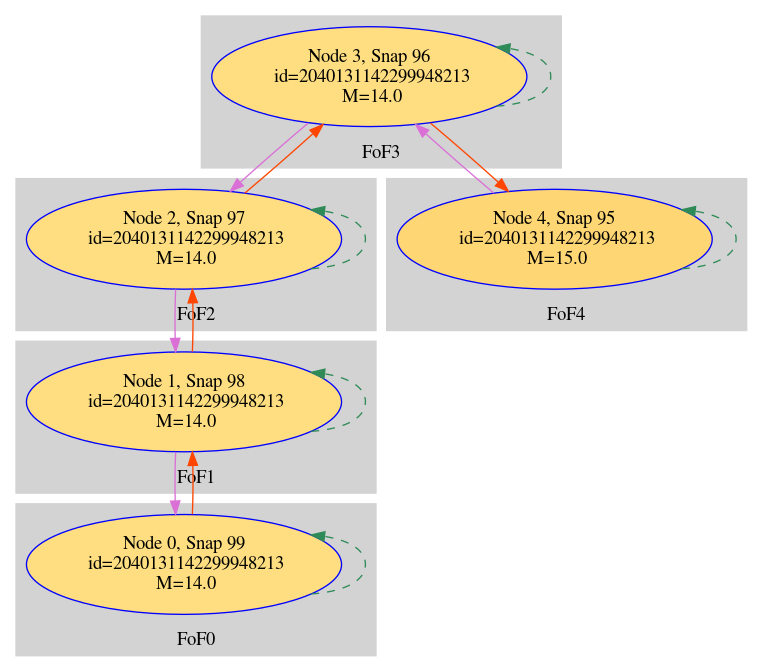 Node 3, Snap 96
id=2040131142299948213
M=14.0
FoF3
Node 2, Snap 97
id=2040131142299948213
M=14.0
FoF2
Node 4, Snap 95
id=2040131142299948213
M=15.0
FoF4
Node 1, Snap 98
id=2040131142299948213
M=14.0
FoF1
Node 0, Snap 99
id=2040131142299948213
M=14.0
FoF0